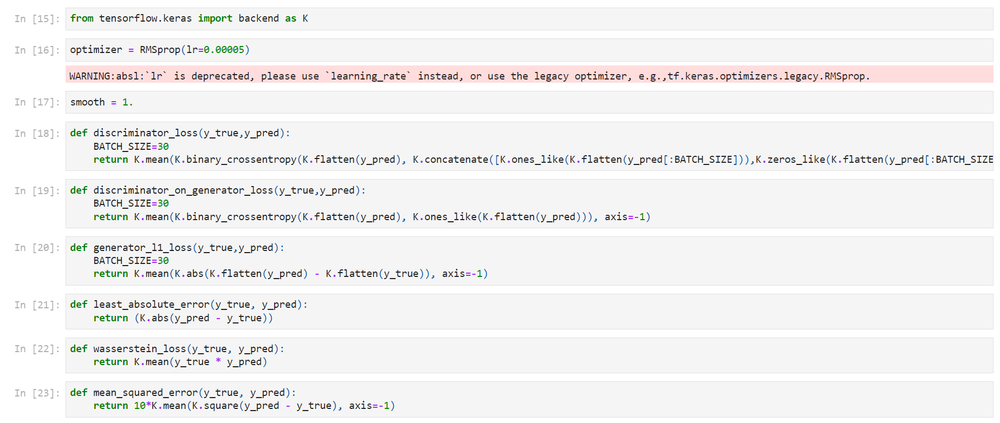 In [15]: from tensorflow.keras import backend as K
In [16]: optimizer = RMSprop(lr=0.00005)
WARNING:absl:`lr` is deprecated, please use `learning_rate` instead, or use the legacy optimizer, e.g.,tf.keras.optimizers.legacy.RMSprop.
In [17]: smooth = 1.
In [18]: def discriminator_loss(y_true,y_pred):
    BATCH_SIZE=30
    return K.mean(K.binary_crossentropy(K.flatten(y_pred), K.concatenate([K.ones_like(K.flatten(y_pred[:BATCH_SIZE])),K.zeros_like(K.flatten(y_pred[:BATCH_SIZE
In [19]: def discriminator_on_generator_loss(y_true,y_pred):
    BATCH_SIZE=30
    return K.mean(K.binary_crossentropy(K.flatten(y_pred), K.ones_like(K.flatten(y_pred))), axis=-1)
In [20]: def generator_l1_loss(y_true,y_pred):
    BATCH_SIZE=30
    return K.mean(K.abs(K.flatten(y_pred) - K.flatten(y_true)), axis=-1)
In [21]: def least_absolute_error(y_true, y_pred):
    return (K.abs(y_pred - y_true))
In [22]: def wasserstein_loss(y_true, y_pred):
    return K.mean(y_true * y_pred)
In [23]: def mean_squared_error(y_true, y_pred):
    return 10*K.mean(K.square(y_pred - y_true), axis=-1)